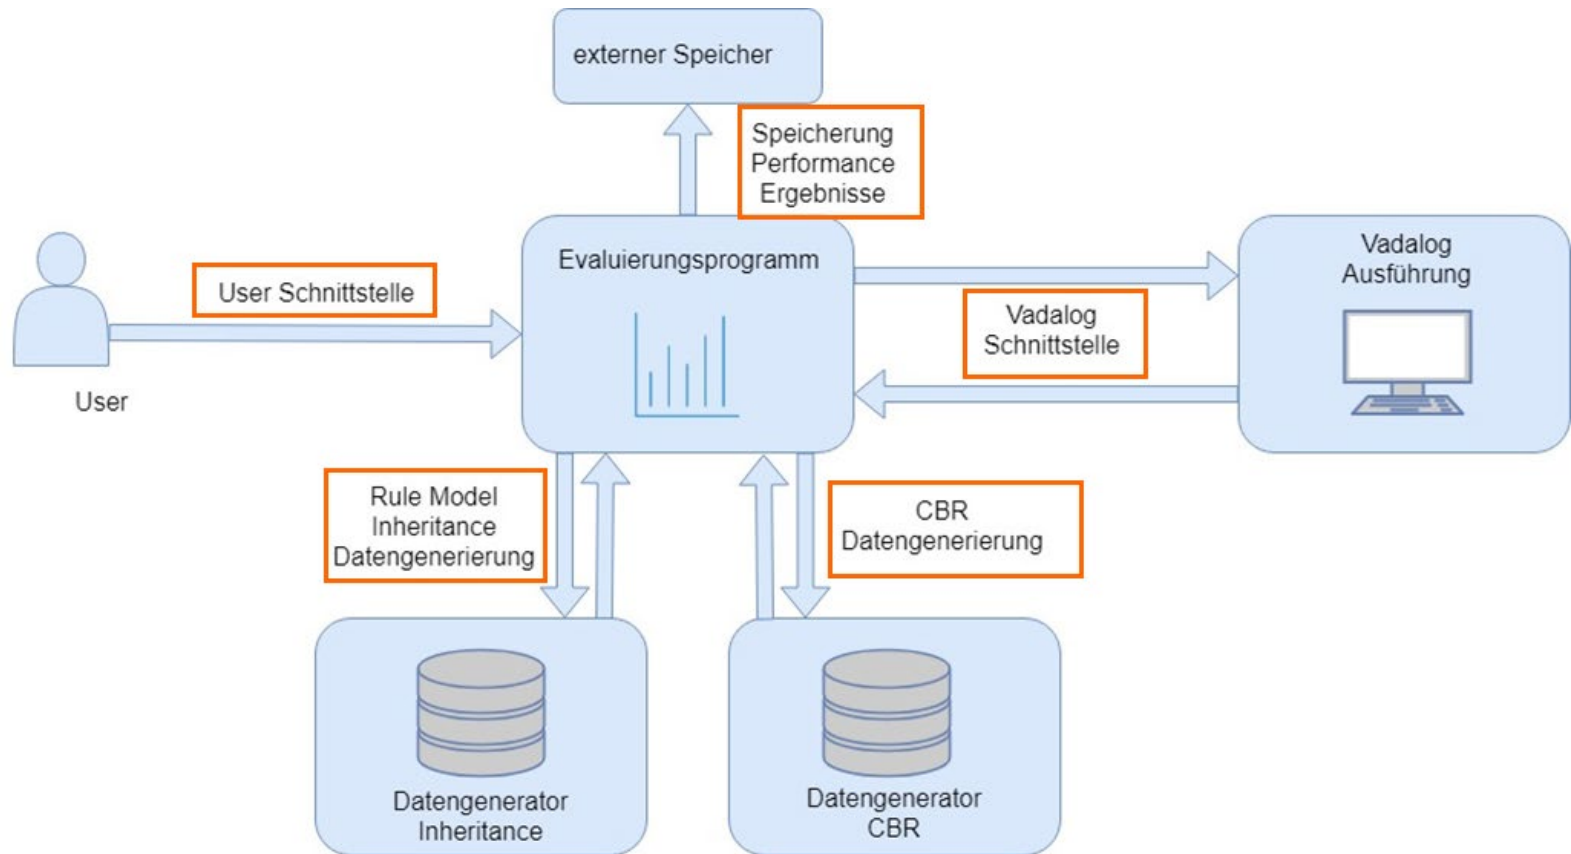 externer Speicher
Speicherung
Performance
Ergebnisse
Evaluierungsprogramm
Vadalog
Ausführung
User Schnittstelle
Vadalog
Schnittstelle
User
Rule Model
Inheritance
Datengenerierung
CBR
Datengenerierung
Datengenerator
Inheritance
Datengenerator
CBR